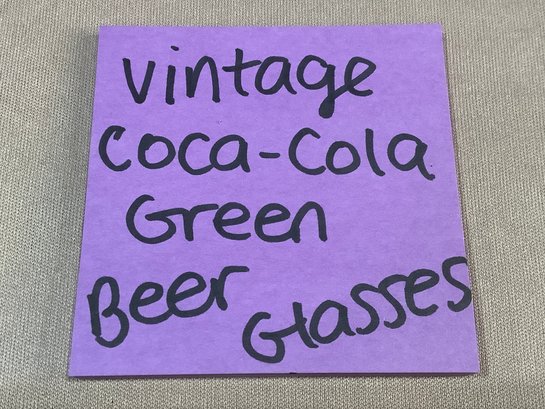 Vintage
Coca-Cola
Green
Beer Glasses